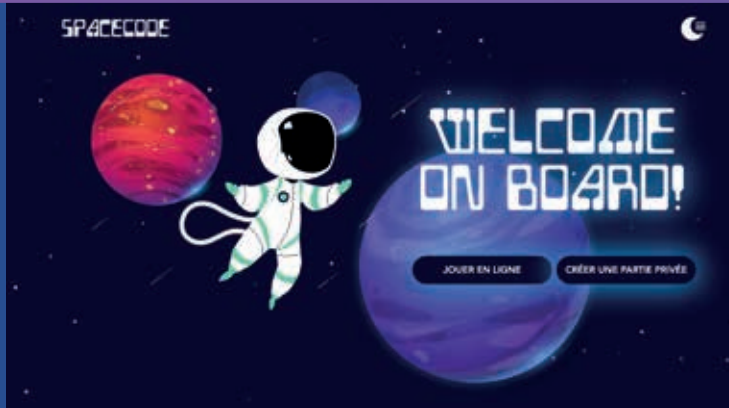 SPACECODE
WELCOME
ON BOARD!
JOUER EN LIGNE
CRÉER UNE PARTIE PRIVÉE